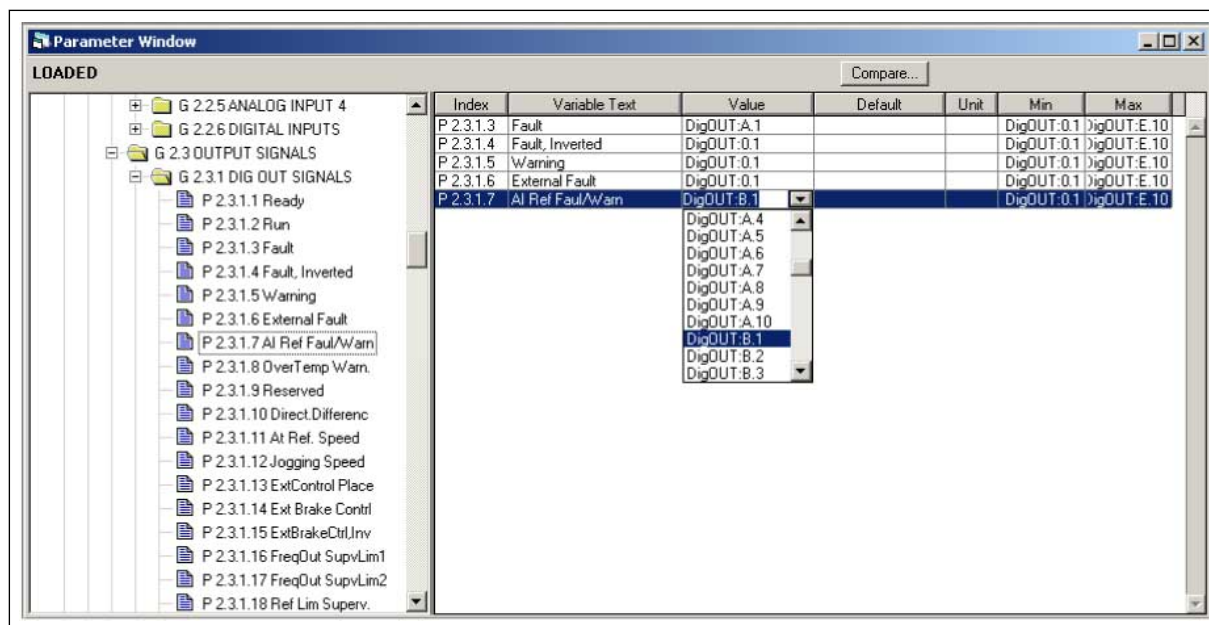 Parameter Window
LOADED
Compare...
G 2.2.5 ANALOG INPUT 4
G 2.2.6 DIGITAL INPUTS
G 2.3 OUTPUT SIGNALS
G 2.3.1 DIG OUT SIGNALS
P 2.3.1.1 Ready
P 2.3.1.2 Run
P 2.3.1.3 Fault
P 2.3.1.4 Fault, Inverted
P 2.3.1.5 Warning
P 2.3.1.6 External Fault
P 2.3.1.7 AI Ref Faul/Warn
P 2.3.1.8 OverTemp Warn.
P 2.3.1.9 Reserved
P 2.3.1.10 Direct.Differenc
P 2.3.1.11 At Ref. Speed
P 2.3.1.12 Jogging Speed
P 2.3.1.13 ExtControl Place
P 2.3.1.14 Ext Brake Contrl
P 2.3.1.15 ExtBrakeCtrl,Inv
P 2.3.1.16 FreqOut SupvLim1
P 2.3.1.17 FreqOut SupvLim2
P 2.3.1.18 Ref Lim Superv.
Index Variable Text Value Default Unit Min Max
P 2.3.1.3 Fault DigOUT:A.1 DigOUT:0.1 DigOUT:E.10
P 2.3.1.4 Fault, Inverted DigOUT:0.1 DigOUT:0.1 DigOUT:E.10
P 2.3.1.5 Warning DigOUT:0.1 DigOUT:0.1 DigOUT:E.10
P 2.3.1.6 External Fault DigOUT:0.1 DigOUT:0.1 DigOUT:E.10
P 2.3.1.7 AI Ref Faul/Warn DigOUT:B.1 DigOUT:0.1 DigOUT:E.10
DigOUT:A.4
DigOUT:A.5
DigOUT:A.6
DigOUT:A.7
DigOUT:A.8
DigOUT:A.9
DigOUT:A.10
DigOUT:B.1
DigOUT:B.2
DigOUT:B.3